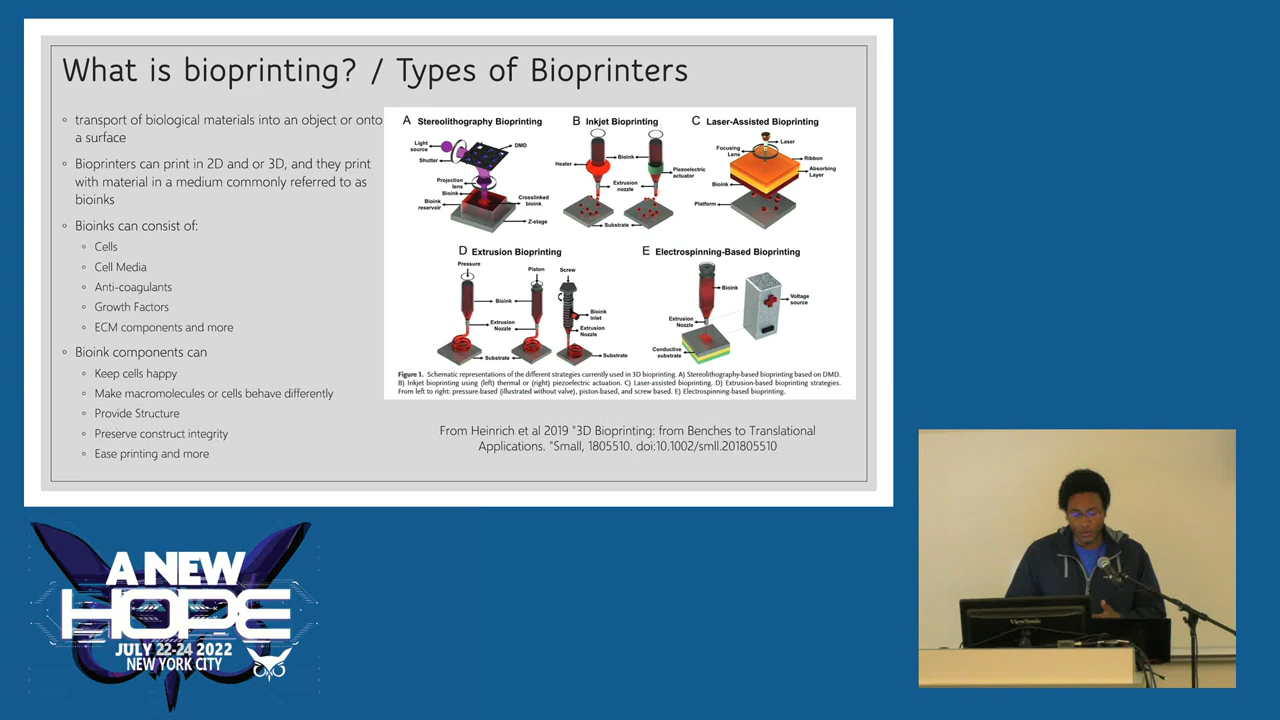 What is bioprinting? / Types of Bioprinters
◦ transport of biological materials into an object or onto
a surface
◦ Bioprinters can print in 2D and or 3D, and they print
with material in a medium commonly referred to as
bioinks
◦ Bioinks can consist of:
◦ Cells
◦ Cell Media
◦ Anti-coagulants
◦ Growth Factors
◦ ECM components and more
◦ Bioink components can
◦ Keep cells happy
◦ Make macromolecules or cells behave differently
◦ Provide Structure
◦ Preserve construct integrity
◦ Ease printing and more
A Stereolithography Bioprinting
Light
source
DMD
Shutter
Projection
lens
Bioink
Bioink
reservoir
Crosslinked
bioink
Z-stage
B Inkjet Bioprinting
Bioink
Heater
Piezoelectric
actuator
Extrusion
nozzle
Substrate
C Laser-Assisted Bioprinting
Laser
Focusing
Lens
Ribbon
Absorbing
Layer
Bioink
Platform
D Extrusion Bioprinting
Pressure
Piston
Screw
Bioink
Bioink
Inlet
Extrusion
Nozzle
Extrusion
Nozzle
Substrate
Substrate
E Electrospinning-Based Bioprinting
Bioink
Voltage
source
Extrusion
Nozzle
Conductive
substrate
Figure 1. Schematic representations of the different strategies currently used in 3D bioprinting. A) Stereolithography-based bioprinting based on DMD.
B) Inkjet bioprinting using (left) thermal or (right) piezoelectric actuation. C) Laser-assisted bioprinting. D) Extrusion-based bioprinting strategies.
From left to right: pressure-based (illustrated without valve), piston-based, and screw based. E) Electrospinning-based bioprinting.
From Heinrich et al 2019 "3D Bioprinting: from Benches to Translational
Applications. "Small, 1805510. doi:10.1002/smll.201805510
A NEW
HOPE
JULY 22-24 2022
NEW YORK CITY
ViewSonic